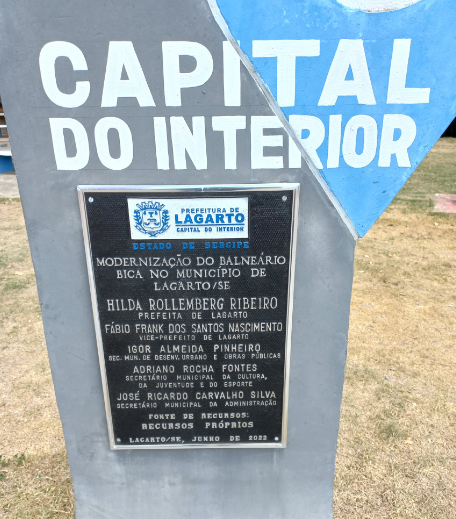 CAPITAL
DO INTERIOR
PREFEITURA DE
LAGARTO
CAPITAL DO INTERIOR
ESTADO DE SERGIPE
MODERNIZAÇÃO DO BALNEÁRIO
BICA NO MUNICÍPIO DE
LAGARTO/SE
HILDA ROLLEMBERG RIBEIRO
PREFEITA DE LAGARTO
FÁBIO FRANK DOS SANTOS NASCIMENTO
VICE-PREFEITO DE LAGARTO
IGOR ALMEIDA PINHEIRO
SEC. MUN. DE DESENV. URBANO E OBRAS PÚBLICAS
ADRIANO ROCHA FONTES
SECRETÁRIO MUNICIPAL DA CULTURA,
DA JUVENTUDE E DO ESPORTE
JOSÉ RICARDO CARVALHO SILVA
SECRETÁRIO MUNICIPAL DA ADMINISTRAÇÃO
FONTE DE RECURSOS:
RECURSOS PRÓPRIOS
LAGARTO/SE, JUNHO DE 2022